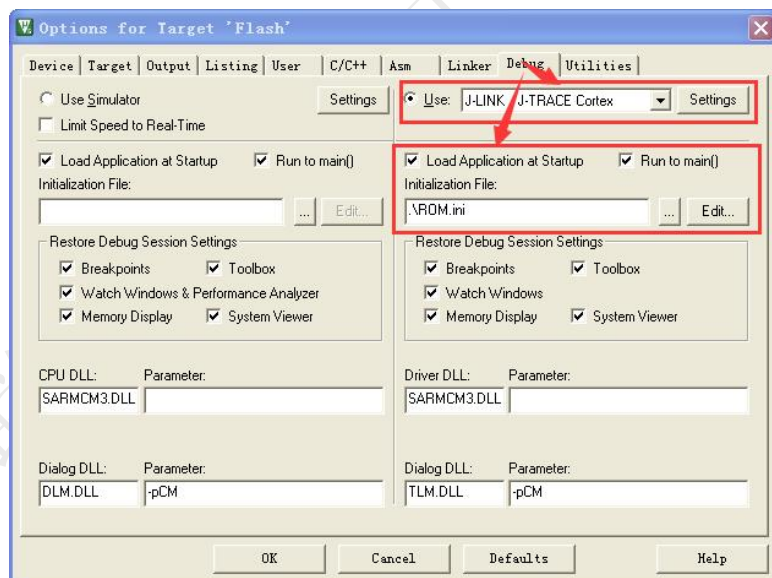 Options for Target 'Flash'
Device Target Output Listing User C/C++ Asm Linker Debug Utilities
Use Simulator Settings Use: J-LINK / J-TRACE Cortex Settings
Limit Speed to Real-Time
Load Application at Startup Run to main() Load Application at Startup Run to main()
Initialization File: Initialization File:
... Edit... .\ROM.ini ... Edit...
Restore Debug Session Settings Restore Debug Session Settings
Breakpoints Toolbox Breakpoints Toolbox
Watch Windows & Performance Analyzer Watch Windows
Memory Display System Viewer Memory Display System Viewer
CPU DLL: Parameter: Driver DLL: Parameter:
SARMCM3.DLL SARMCM3.DLL
Dialog DLL: Parameter: Dialog DLL: Parameter:
DLM.DLL -pCM TLM.DLL -pCM
OK Cancel Defaults Help